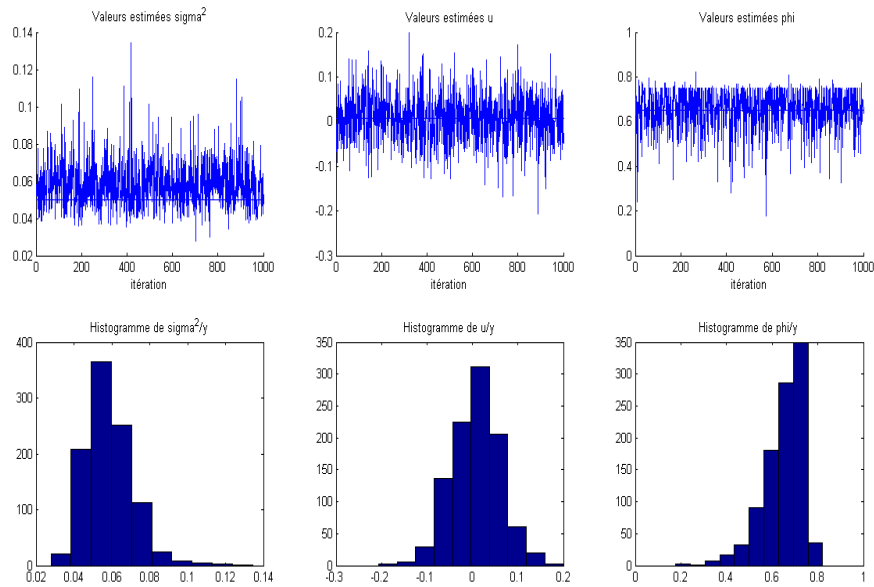 Valeurs estimées sigma²
0.14
0.12
0.1
0.08
0.06
0.04
0.02
0 200 400 600 800 1000
itération
Valeurs estimées u
0.2
0.1
0
-0.1
-0.2
-0.3
0 200 400 600 800 1000
itération
Valeurs estimées phi
1
0.8
0.6
0.4
0.2
0
0 200 400 600 800 1000
itération
Histogramme de sigma²/y
400
300
200
100
0
0.02 0.04 0.06 0.08 0.1 0.12 0.14
Histogramme de u/y
350
300
250
200
150
100
50
0
-0.3 -0.2 -0.1 0 0.1 0.2
Histogramme de phi/y
350
300
250
200
150
100
50
0
0 0.2 0.4 0.6 0.8 1